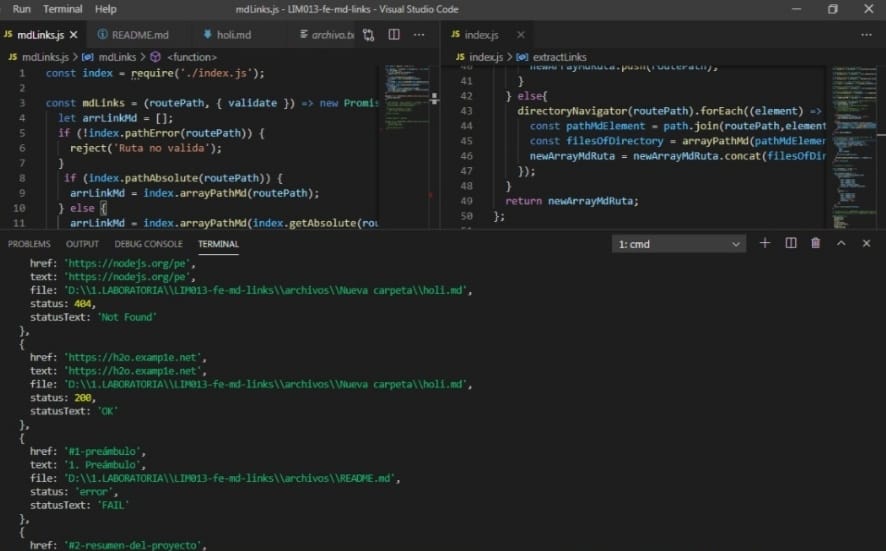 Run Terminal Help
mdLinks.js - LIM013-fe-md-links - Visual Studio Code
JS mdLinks.js × README.md holi.md archivo.tx
JS index.js ×
JS mdLinks.js > mdLinks > <function>
1 const index = require('./index.js');
2
3 const mdLinks = (routePath, { validate }) => new Promis
4 let arrLinkMd = [];
5 if (!index.pathError(routePath)) {
6 reject('Ruta no valida');
7 }
8 if (index.pathAbsolute(routePath)) {
9 arrLinkMd = index.arrayPathMd(routePath);
10 } else {
11 arrLinkMd = index.arrayPathMd(index.getAbsolute(rou
JS index.js > extractLinks
40 newArrayMdRuta.push(routePath);
41 }
42 } else{
43 directoryNavigator(routePath).forEach((element) =>
44 const pathMdElement = path.join(routePath,element
45 const filesOfDirectory = arrayPathMd(pathMdElemen
46 newArrayMdRuta = newArrayMdRuta.concat(filesOfDir
47 });
48 }
49 return newArrayMdRuta;
50 };
PROBLEMS OUTPUT DEBUG CONSOLE TERMINAL
1: cmd
href: 'https://nodejs.org/pe',
text: 'https://nodejs.org/pe',
file: 'D:\\1.LABORATORIA\\LIM013-fe-md-links\\archivos\\Nueva carpeta\\holi.md',
status: 404,
statusText: 'Not Found'
},
{
href: 'https://h2o.examp1e.net',
text: 'https://h2o.examp1e.net',
file: 'D:\\1.LABORATORIA\\LIM013-fe-md-links\\archivos\\Nueva carpeta\\holi.md',
status: 200,
statusText: 'OK'
},
{
href: '#1-preámbulo',
text: '1. Preámbulo',
file: 'D:\\1.LABORATORIA\\LIM013-fe-md-links\\archivos\\README.md',
status: 'error',
statusText: 'FAIL'
},
{
href: '#2-resumen-del-proyecto',